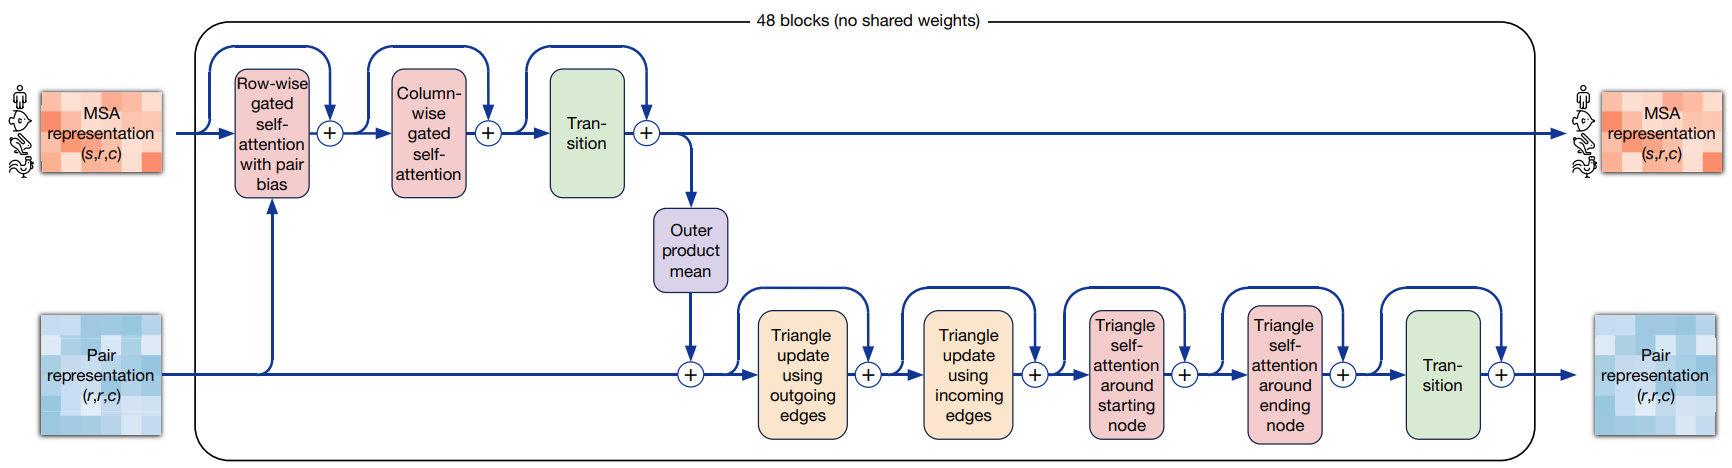 48 blocks (no shared weights)
MSA
representation
(s,r,c)
Row-wise
gated
self-
attention
with pair
bias
+
Column-
wise
gated
self-
attention
+
Tran-
sition
+
MSA
representation
(s,r,c)
Outer
product
mean
Pair
representation
(r,r,c)
+
Triangle
update
using
outgoing
edges
+
Triangle
update
using
incoming
edges
+
Triangle
self-
attention
around
starting
node
+
Triangle
self-
attention
around
ending
node
+
Tran-
sition
+
Pair
representation
(r,r,c)